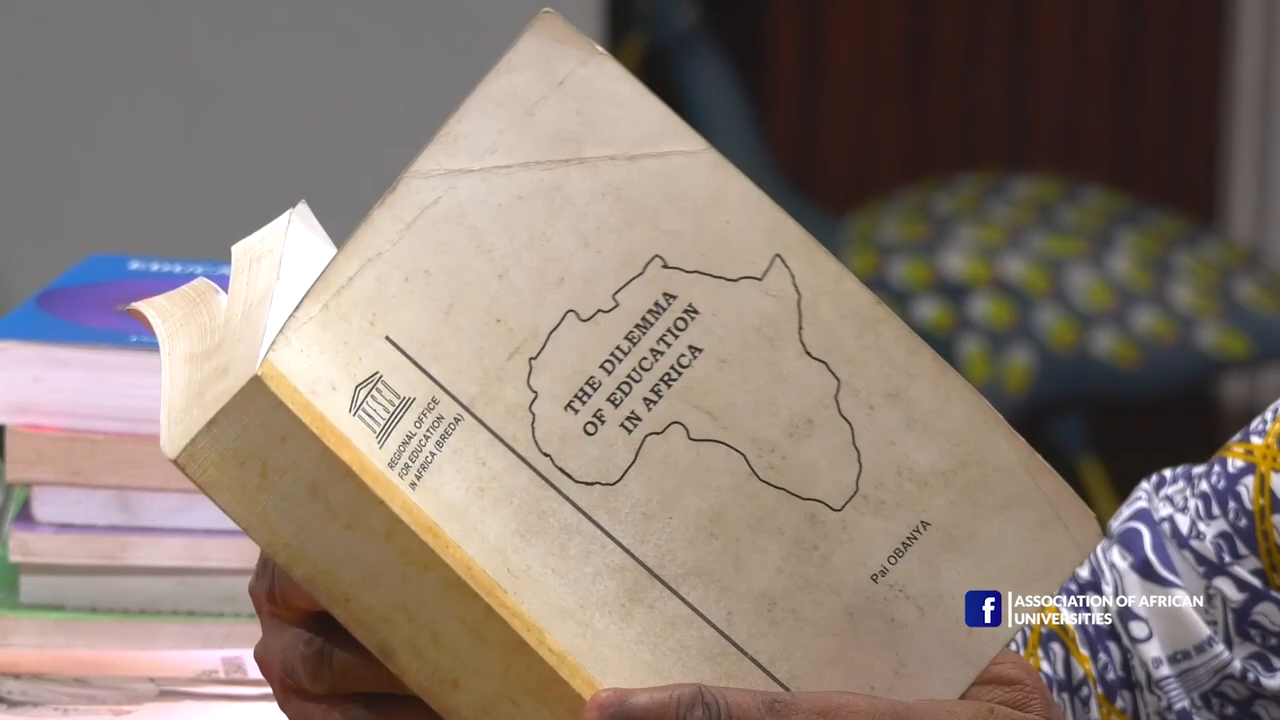 THE DILEMMA
OF EDUCATION
IN AFRICA
UNESCO
REGIONAL OFFICE
FOR EDUCATION
IN AFRICA (BREDA)
Pai OBANYA
f
ASSOCIATION OF AFRICAN
UNIVERSITIES